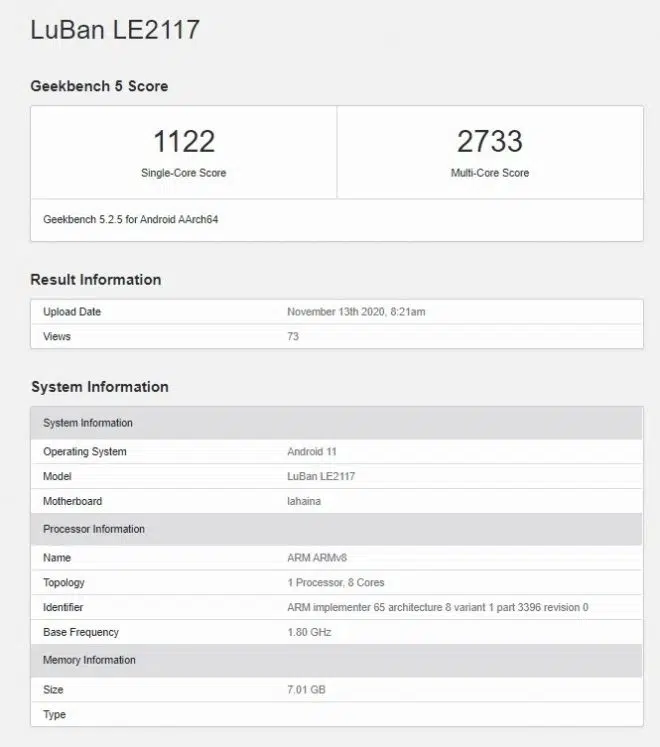 LuBan LE2117
Geekbench 5 Score
1122 2733
Single-Core Score Multi-Core Score
Geekbench 5.2.5 for Android AArch64
Result Information
Upload Date November 13th 2020, 8:21am
Views 73
System Information
System Information
Operating System Android 11
Model LuBan LE2117
Motherboard lahaina
Processor Information
Name ARM ARMv8
Topology 1 Processor, 8 Cores
Identifier ARM implementer 65 architecture 8 variant 1 part 3396 revision 0
Base Frequency 1.80 GHz
Memory Information
Size 7.01 GB
Type